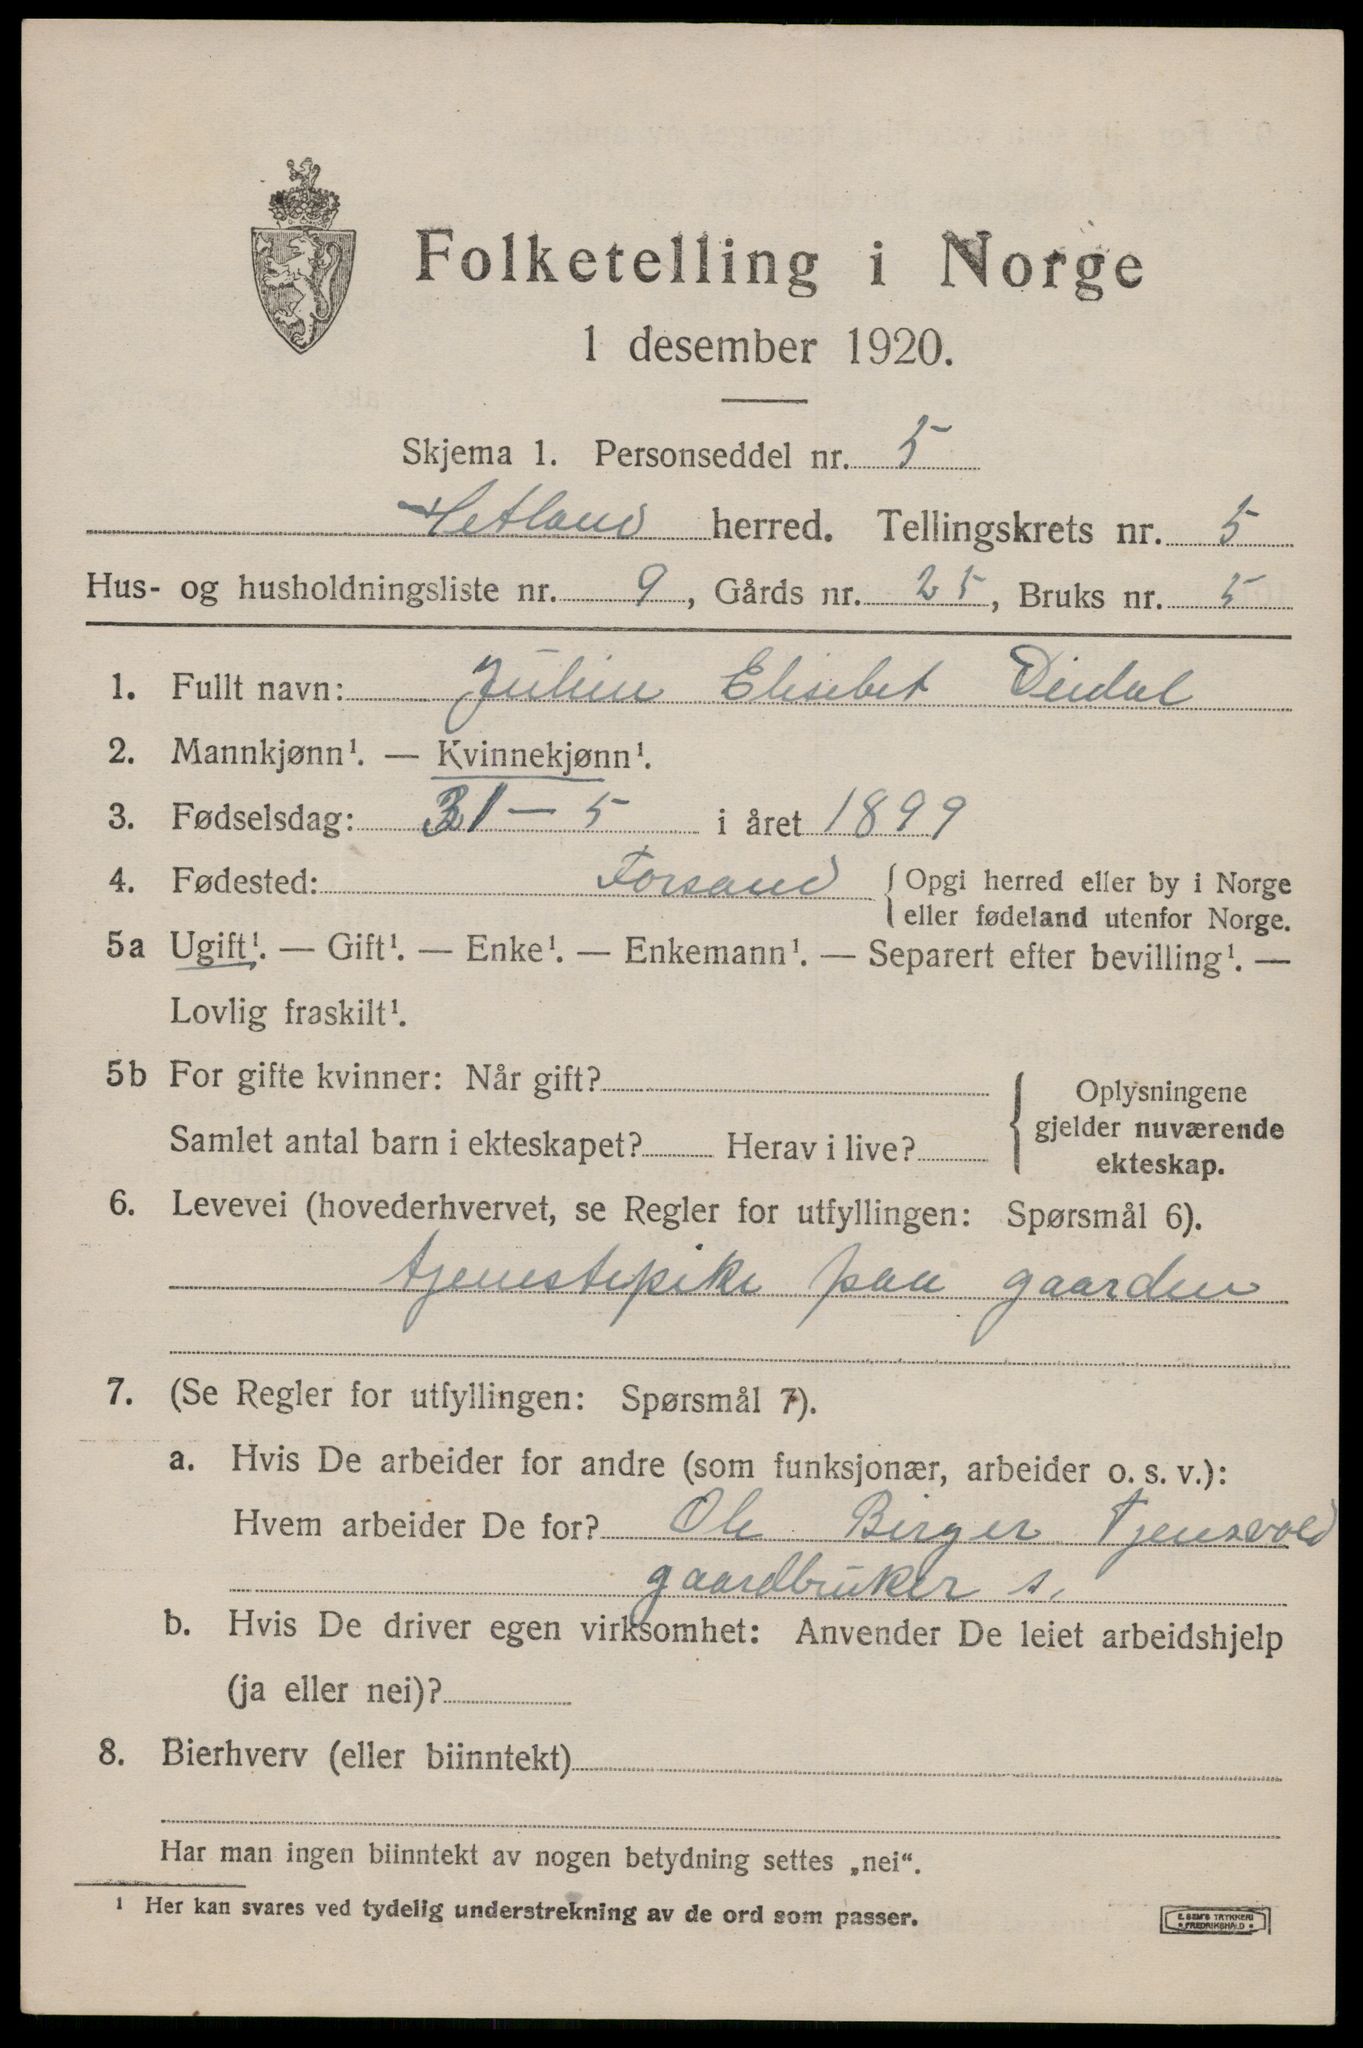 Folketelling i Norge
1 desember 1920.
Skjema 1. Personseddel nr. 5
Hetland herred. Tellingskrets nr. 5
Hus- og husholdningsliste nr. 9, Gårds nr. 25, Bruks nr. 5
1. Fullt navn: Elisebet
2. Mannkjønn¹. — Kvinnekjønn¹.
3. Fødselsdag: 31 — 5 i året 1899
4. Fødested: Forsand { Opgi herred eller by i Norge
eller fødeland utenfor Norge.
5a Ugift¹. — Gift¹. — Enke¹. — Enkemann¹. — Separert efter bevilling¹. —
Lovlig fraskilt¹.
5b For gifte kvinner: Når gift?
Samlet antal barn i ekteskapet? Herav i live?
{ Oplysningene
gjelder nuværende
ekteskap.
6. Levevei (hovederhvervet, se Regler for utfyllingen: Spørsmål 6).
tjenestepike paa gaarden
7. (Se Regler for utfyllingen: Spørsmål 7).
a. Hvis De arbeider for andre (som funksjonær, arbeider o. s. v.):
Hvem arbeider De for? Ole Birger Tjensvold
gaardbruker s.
b. Hvis De driver egen virksomhet: Anvender De leiet arbeidshjelp
(ja eller nei)?
8. Bierhverv (eller biinntekt)
Har man ingen biinntekt av nogen betydning settes „nei“.
¹ Her kan svares ved tydelig understrekning av de ord som passer.
E. SEM'S TRYKKERI
• FREDRIKSHALD •